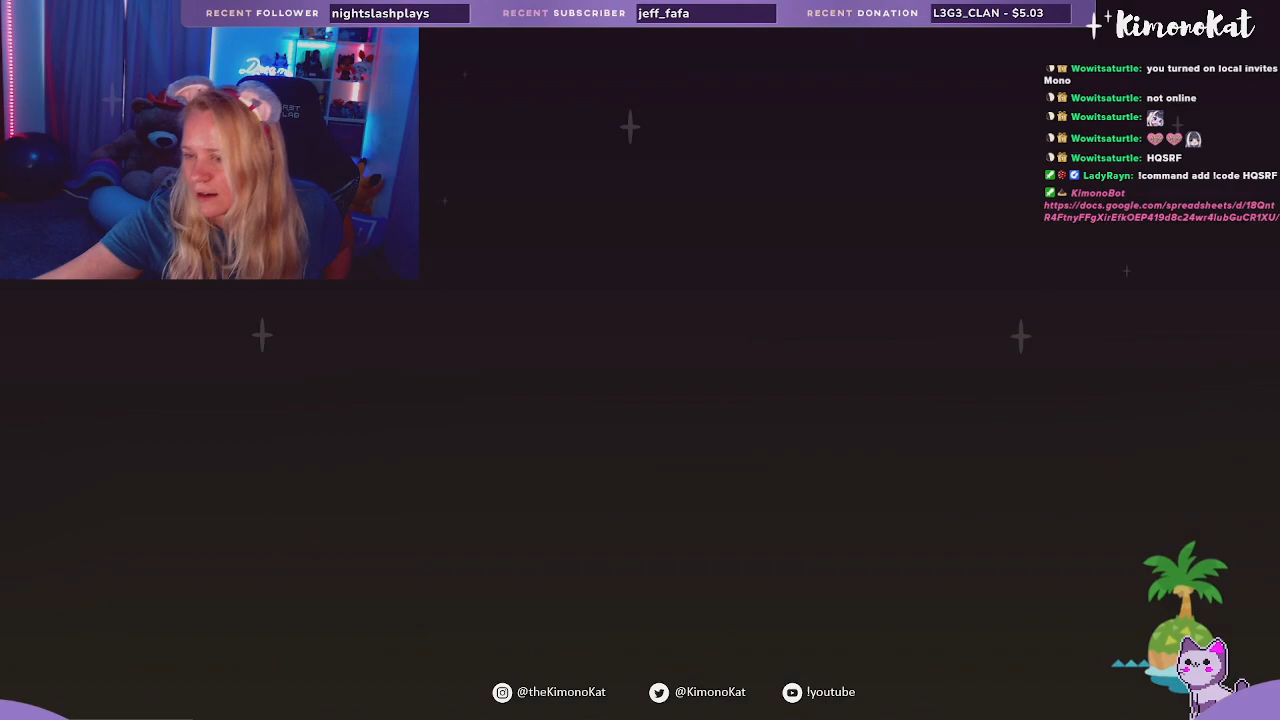 RECENT FOLLOWER nightslashplays RECENT SUBSCRIBER jeff_fafa RECENT DONATION L3G3_CLAN - $5.03
KimonoKat
Wowitsaturtle: you turned on local invites
Mono
Wowitsaturtle: not online
Wowitsaturtle:
Wowitsaturtle:
Wowitsaturtle: HQSRF
LadyRayn: !command add !code HQSRF
KimonoBot
https://docs.google.com/spreadsheets/d/18Qnt
R4FtnyFFgXirEfkOEP419d8c24wr4lubGuCR1XU/
@theKimonoKat @KimonoKat !youtube